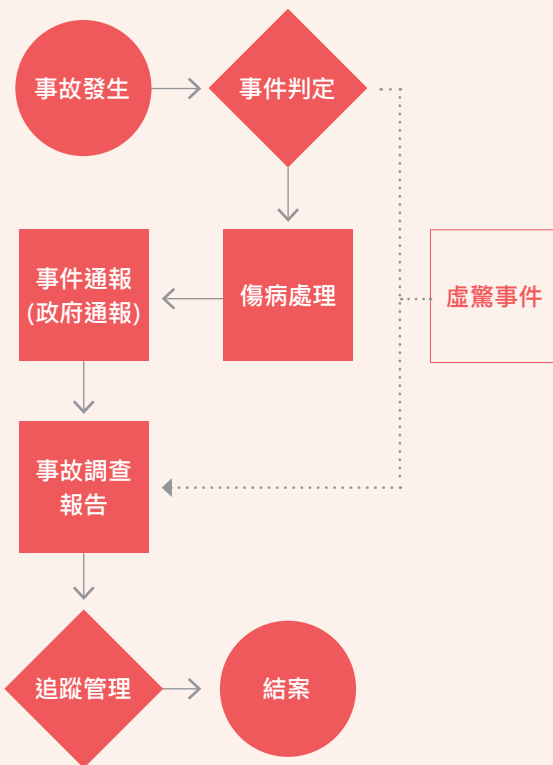 事故發生
事件判定
事件通報
(政府通報)
傷病處理
虛驚事件
事故調查
報告
追蹤管理
結案